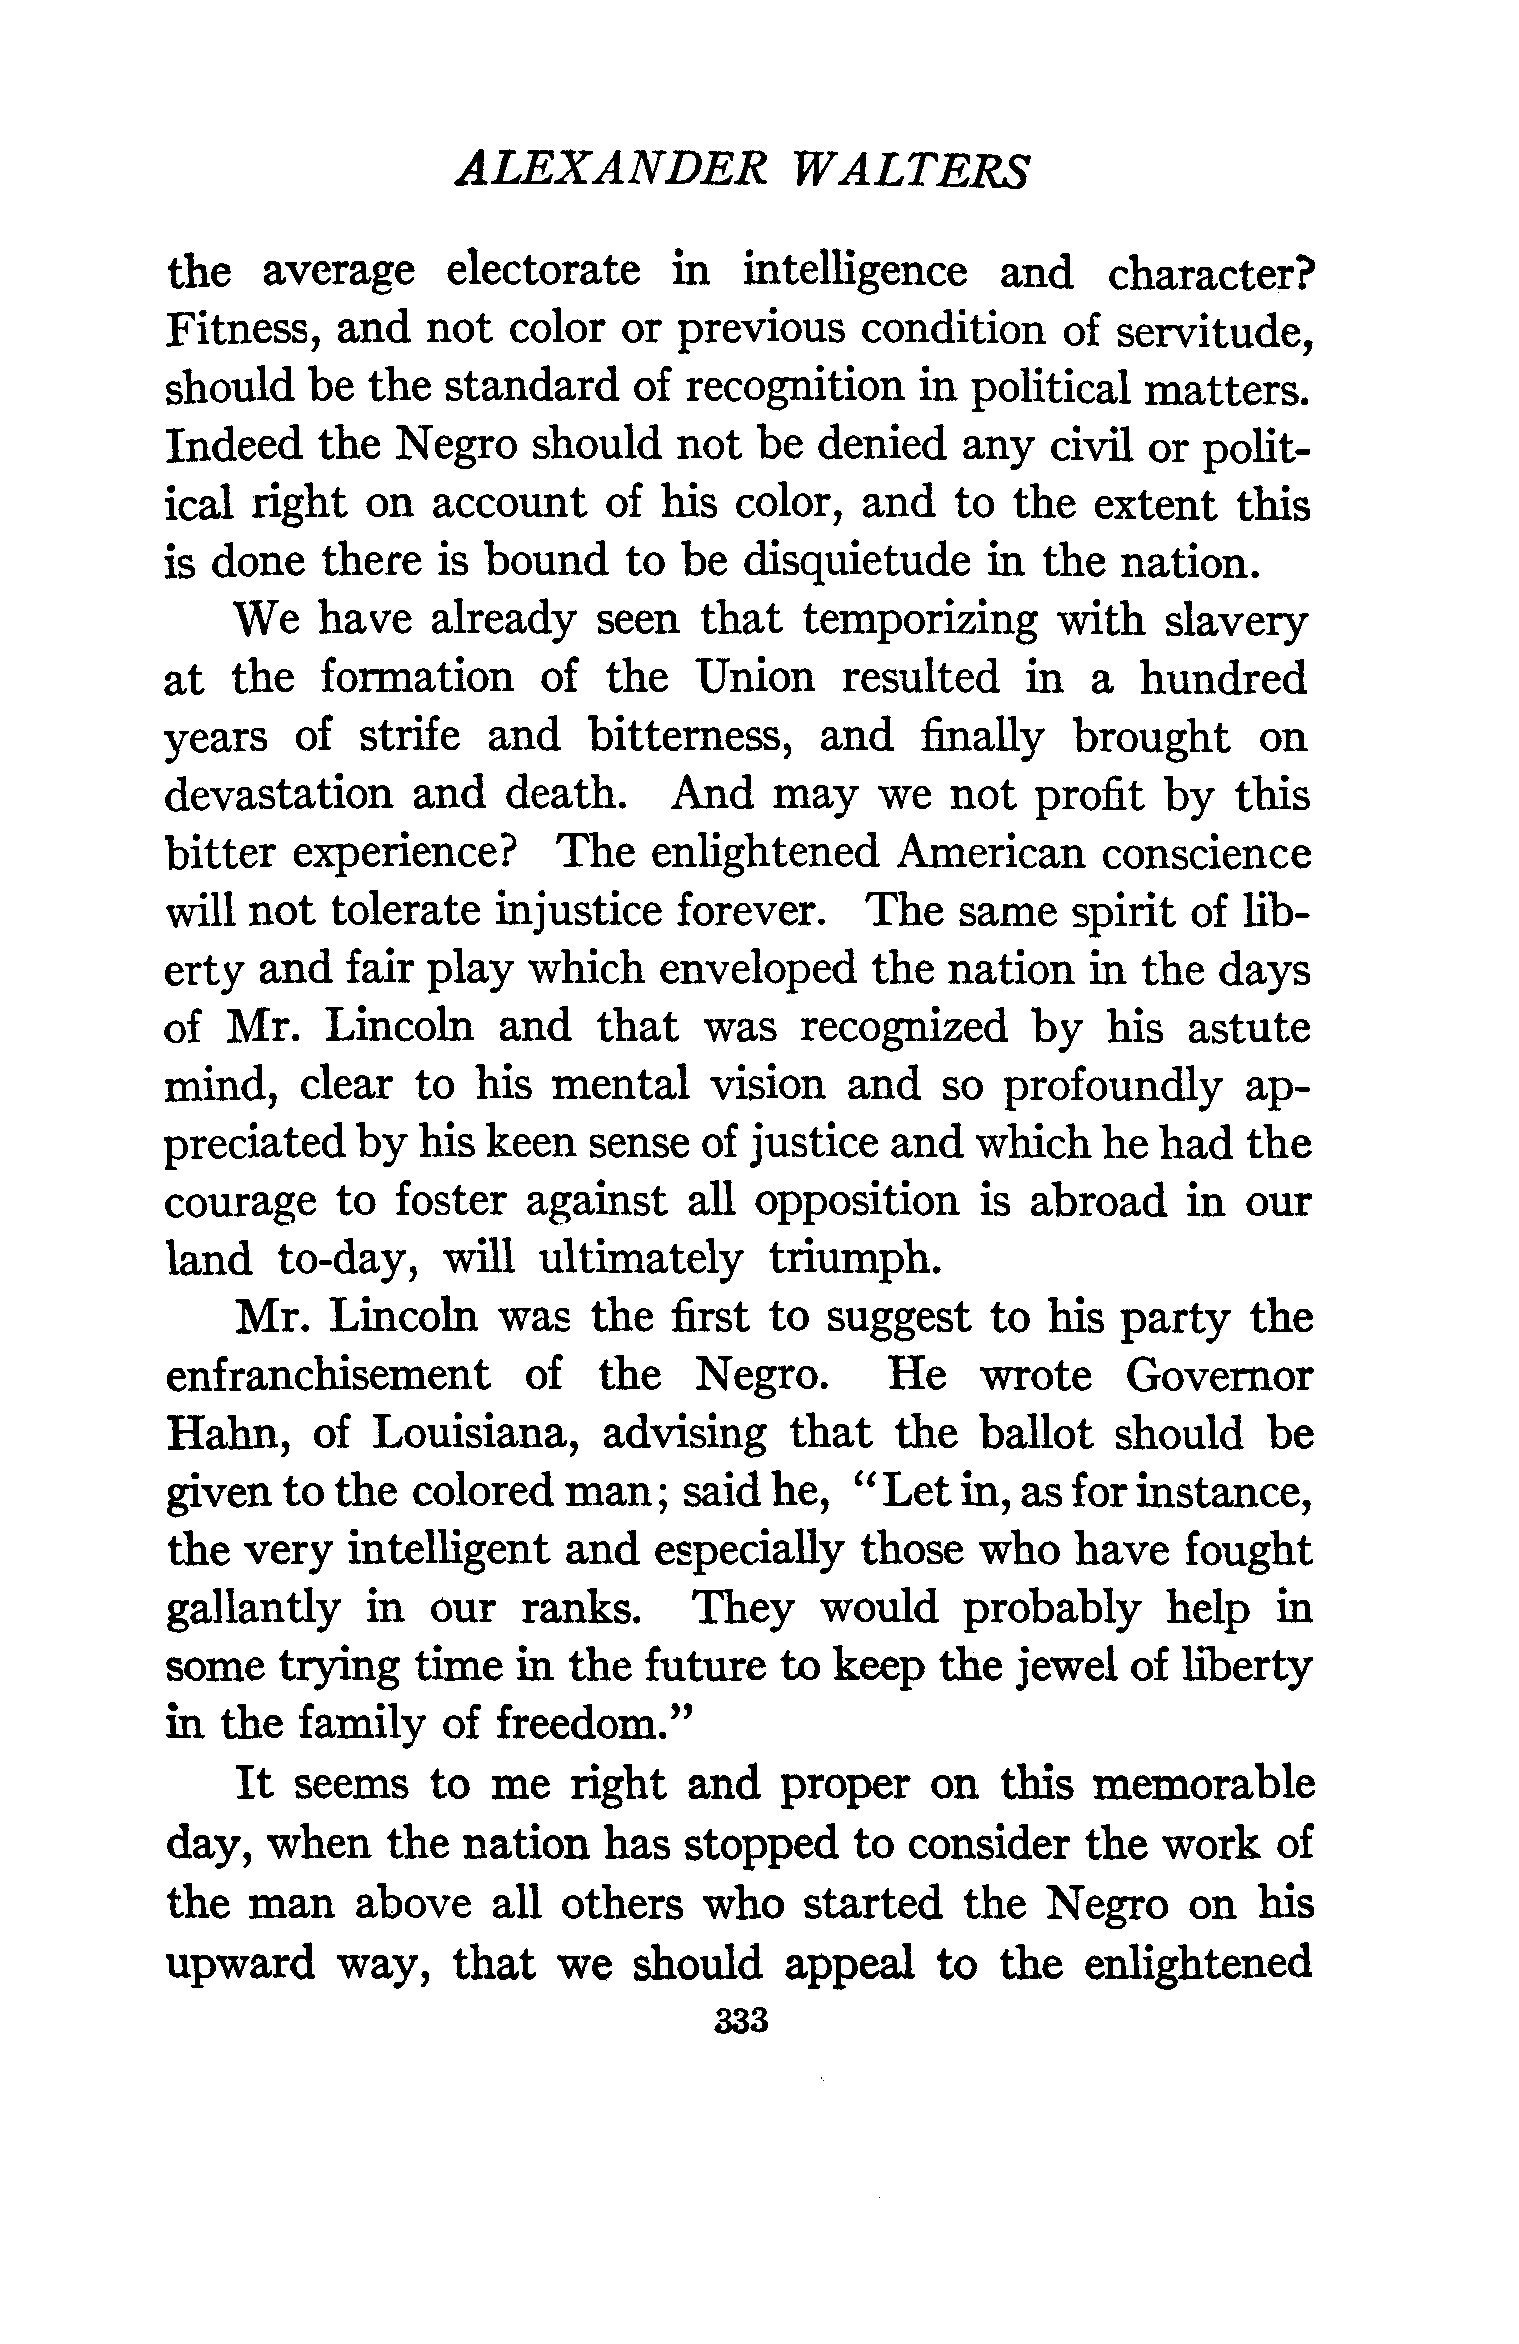 ALEXANDER WALTERS
the average electorate in intelligence and character?
Fitness, and not color or previous condition of servitude,
should be the standard of recognition in political matters.
Indeed the Negro should not be denied any civil or polit-
ical right on account of his color, and to the extent this
is done there is bound to be disquietude in the nation.
We have already seen that temporizing with slavery
at the formation of the Union resulted in a hundred
years of strife and bitterness, and finally brought on
devastation and death. And may we not profit by this
bitter experience? The enlightened American conscience
will not tolerate injustice forever. The same spirit of lib-
erty and fair play which enveloped the nation in the days
of Mr. Lincoln and that was recognized by his astute
mind, clear to his mental vision and so profoundly ap-
preciated by his keen sense of justice and which he had the
courage to foster against all opposition is abroad in our
land to-day, will ultimately triumph.
Mr. Lincoln was the first to suggest to his party the
enfranchisement of the Negro. He wrote Governor
Hahn, of Louisiana, advising that the ballot should be
given to the colored man; said he, "Let in, as for instance,
the very intelligent and especially those who have fought
gallantly in our ranks. They would probably help in
some trying time in the future to keep the jewel of liberty
in the family of freedom."
It seems to me right and proper on this memorable
day, when the nation has stopped to consider the work of
the man above all others who started the Negro on his
upward way, that we should appeal to the enlightened
333